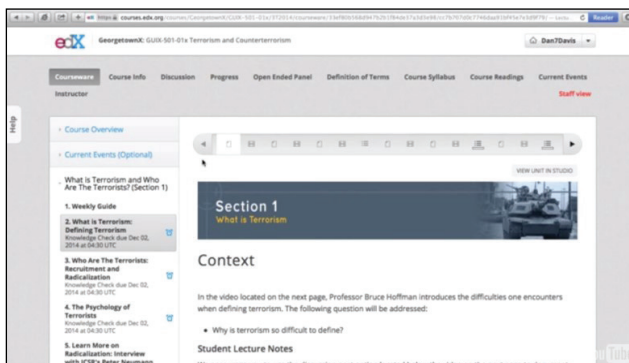 https courses.edx.org
Reader
edX GeorgetownX: GUIX-501-01x Terrorism and Counterterrorism
Dan7Davis
Courseware Course Info Discussion Progress Open Ended Panel Definition of Terms Course Syllabus Course Readings Current Events
Instructor Staff view
Help
Course Overview
Current Events (Optional)
What is Terrorism and Who
Are The Terrorists? (Section 1)
1. Weekly Guide
2. What is Terrorism:
Defining Terrorism
Knowledge Check due Dec 02,
2014 at 04:30 UTC
3. Who Are The Terrorists:
Recruitment and
Radicalization
Knowledge Check due Dec 02,
2014 at 04:30 UTC
4. The Psychology of
Terrorists
Knowledge Check due Dec 02,
2014 at 04:30 UTC
5. Learn More on
Radicalization: Interview
with ICSR's Peter Neumann
VIEW UNIT IN STUDIO
Section 1
What is Terrorism
Context
In the video located on the next page, Professor Bruce Hoffman introduces the difficulties one encounters
when defining terrorism. The following question will be addressed:
• Why is terrorism so difficult to define?
Student Lecture Notes